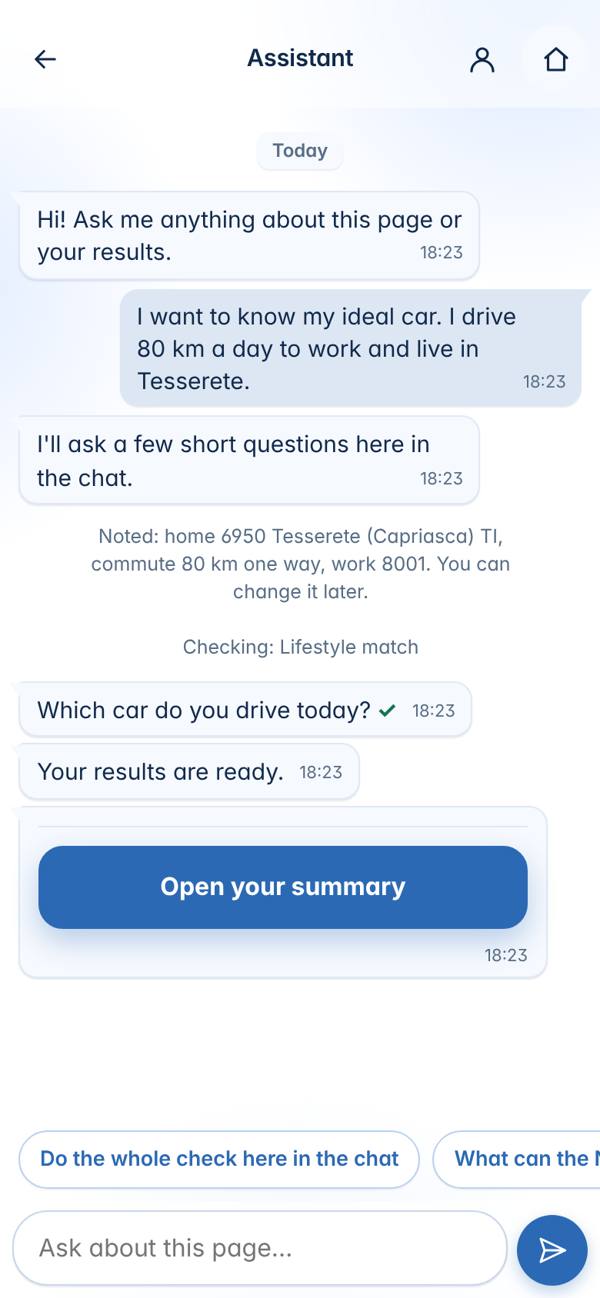 Assistant
Today
Hi! Ask me anything about this page or
your results.
18:23
I want to know my ideal car. I drive
80 km a day to work and live in
Tesserete.
18:23
I'll ask a few short questions here in
the chat.
18:23
Noted: home 6950 Tesserete (Capriasca) TI,
commute 80 km one way, work 8001. You can
change it later.
Checking: Lifestyle match
Which car do you drive today? ✓ 18:23
Your results are ready. 18:23
Open your summary
18:23
Do the whole check here in the chat
What can the
Ask about this page...